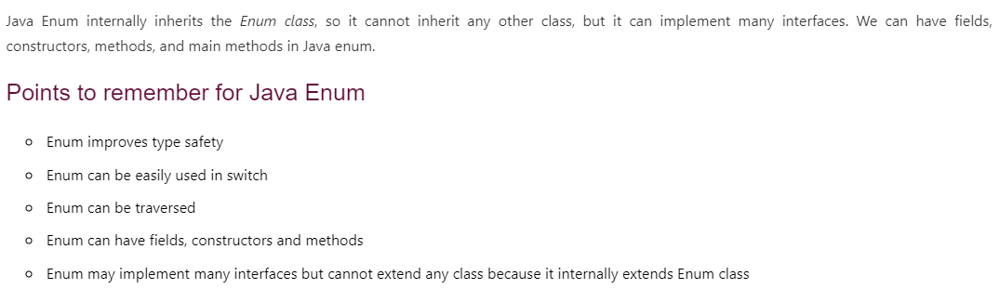 Java Enum internally inherits the Enum class, so it cannot inherit any other class, but it can implement many interfaces. We can have fields,
constructors, methods, and main methods in Java enum.
Points to remember for Java Enum
Enum improves type safety
Enum can be easily used in switch
Enum can be traversed
Enum can have fields, constructors and methods
Enum may implement many interfaces but cannot extend any class because it internally extends Enum class